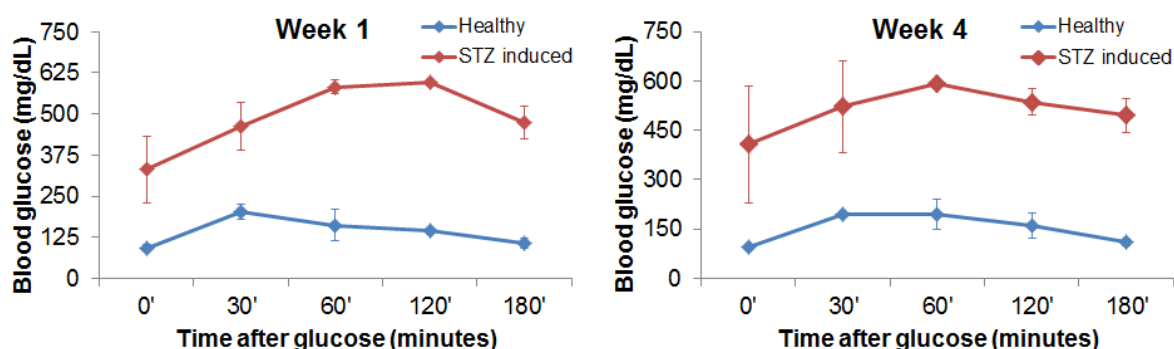 Week 1
Healthy
STZ induced
Blood glucose (mg/dL)
750
625
500
375
250
125
0
0' 30' 60' 120' 180'
Time after glucose (minutes)
Week 4
Healthy
STZ induced
Blood glucose (mg/dL)
750
600
450
300
150
0
0' 30' 60' 120' 180'
Time after glucose (minutes)